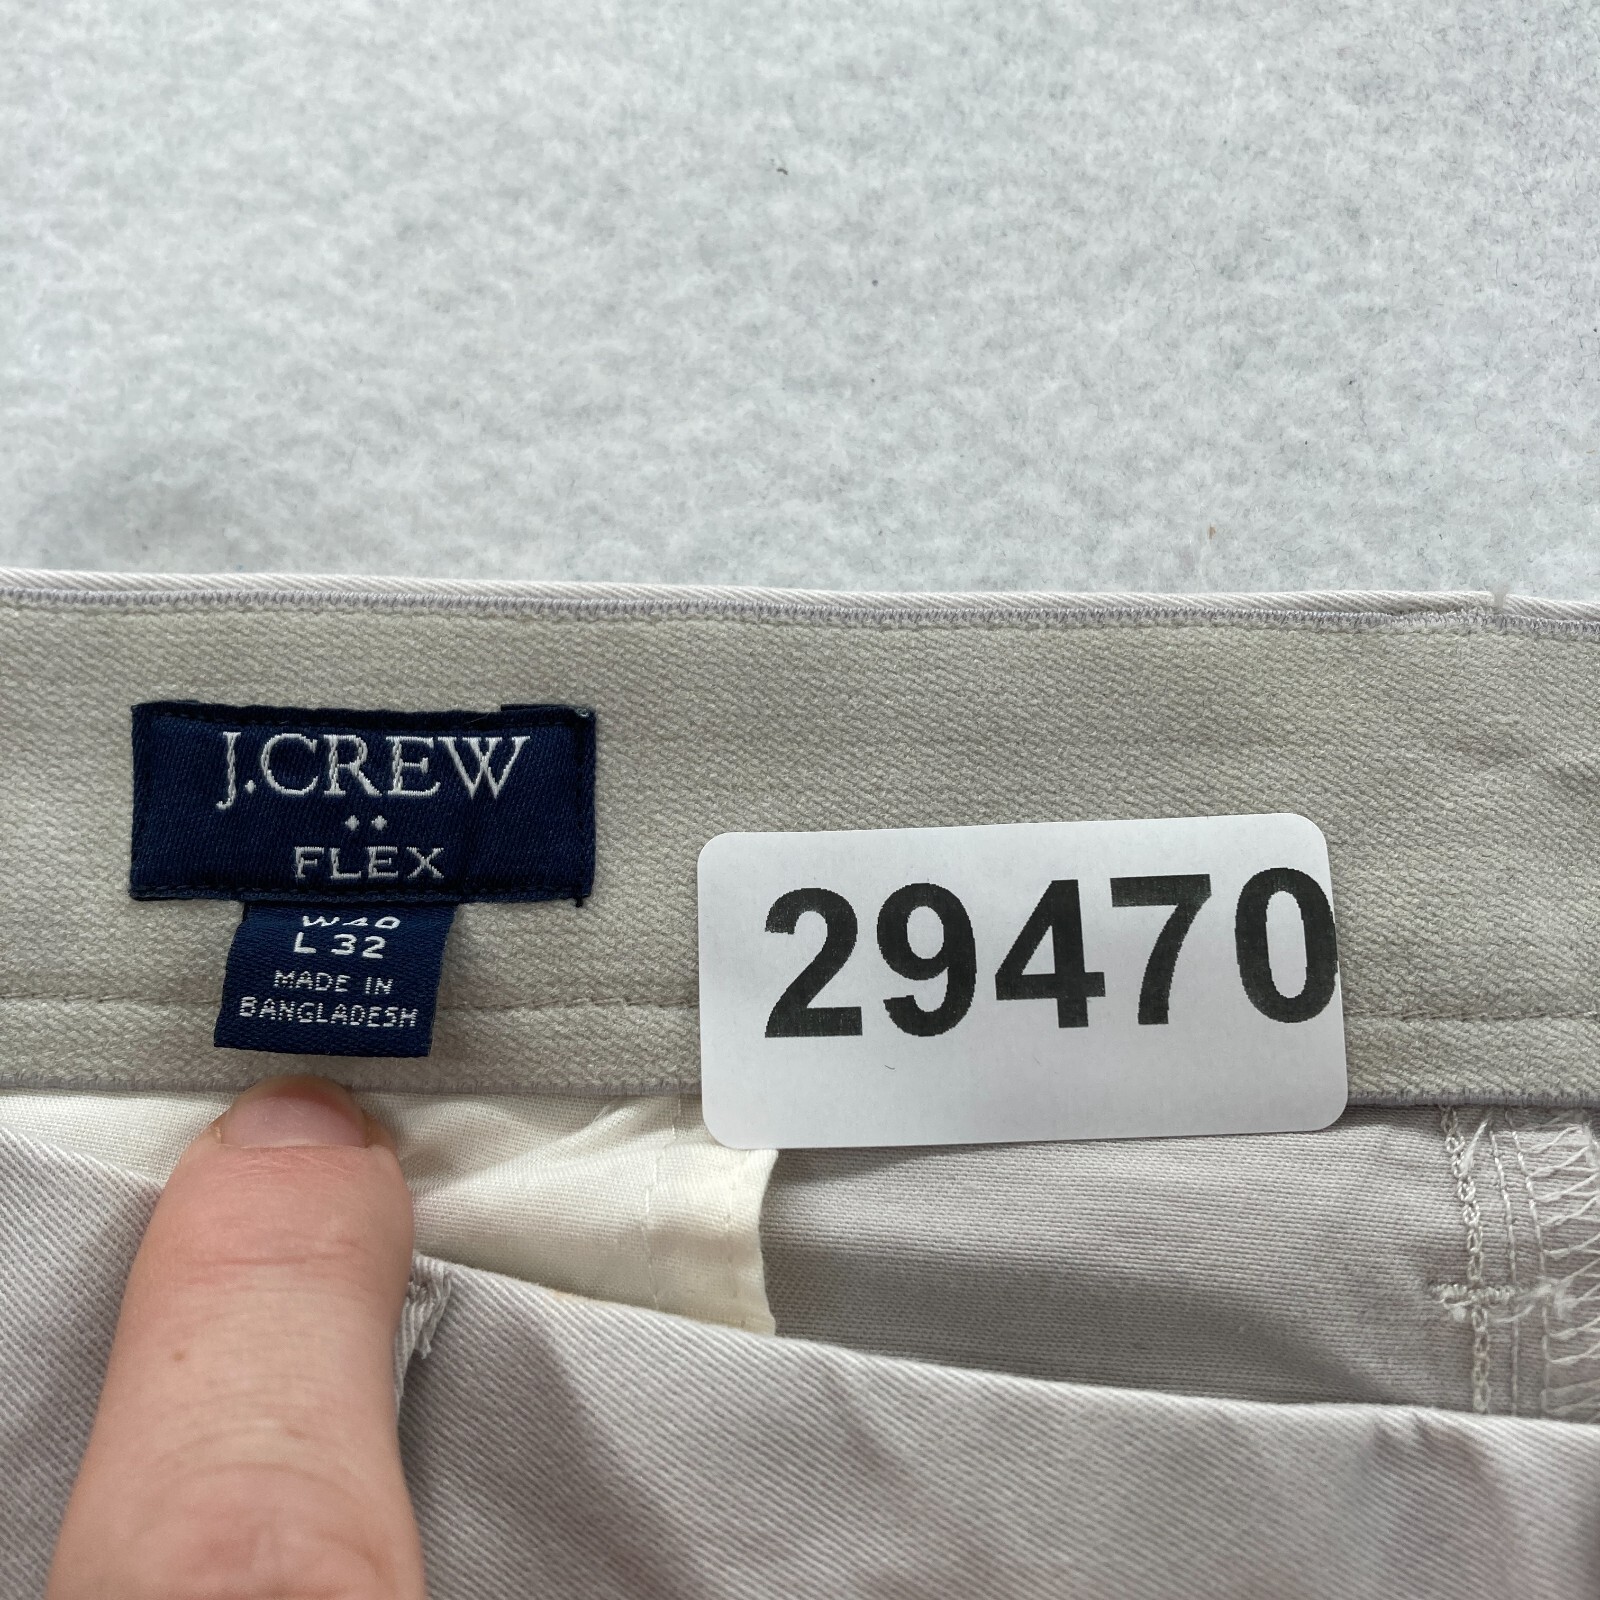 J.CREW
FLEX
W40
L 32
MADE IN
BANGLADESH
29470